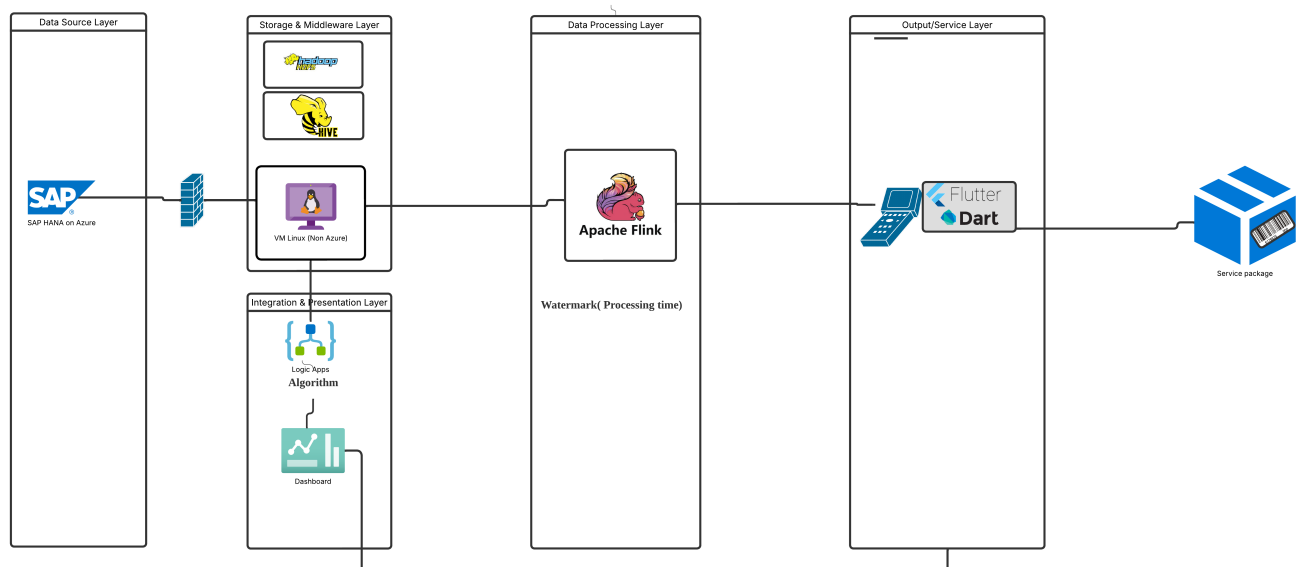 Data Source Layer
SAP
®
SAP HANA on Azure
Storage & Middleware Layer
hadoop
HIVE
VM Linux (Non Azure)
Integration & Presentation Layer
Logic Apps
Algorithm
Dashboard
Data Processing Layer
Apache Flink
Watermark( Processing time)
Output/Service Layer
Flutter
Dart
Service package